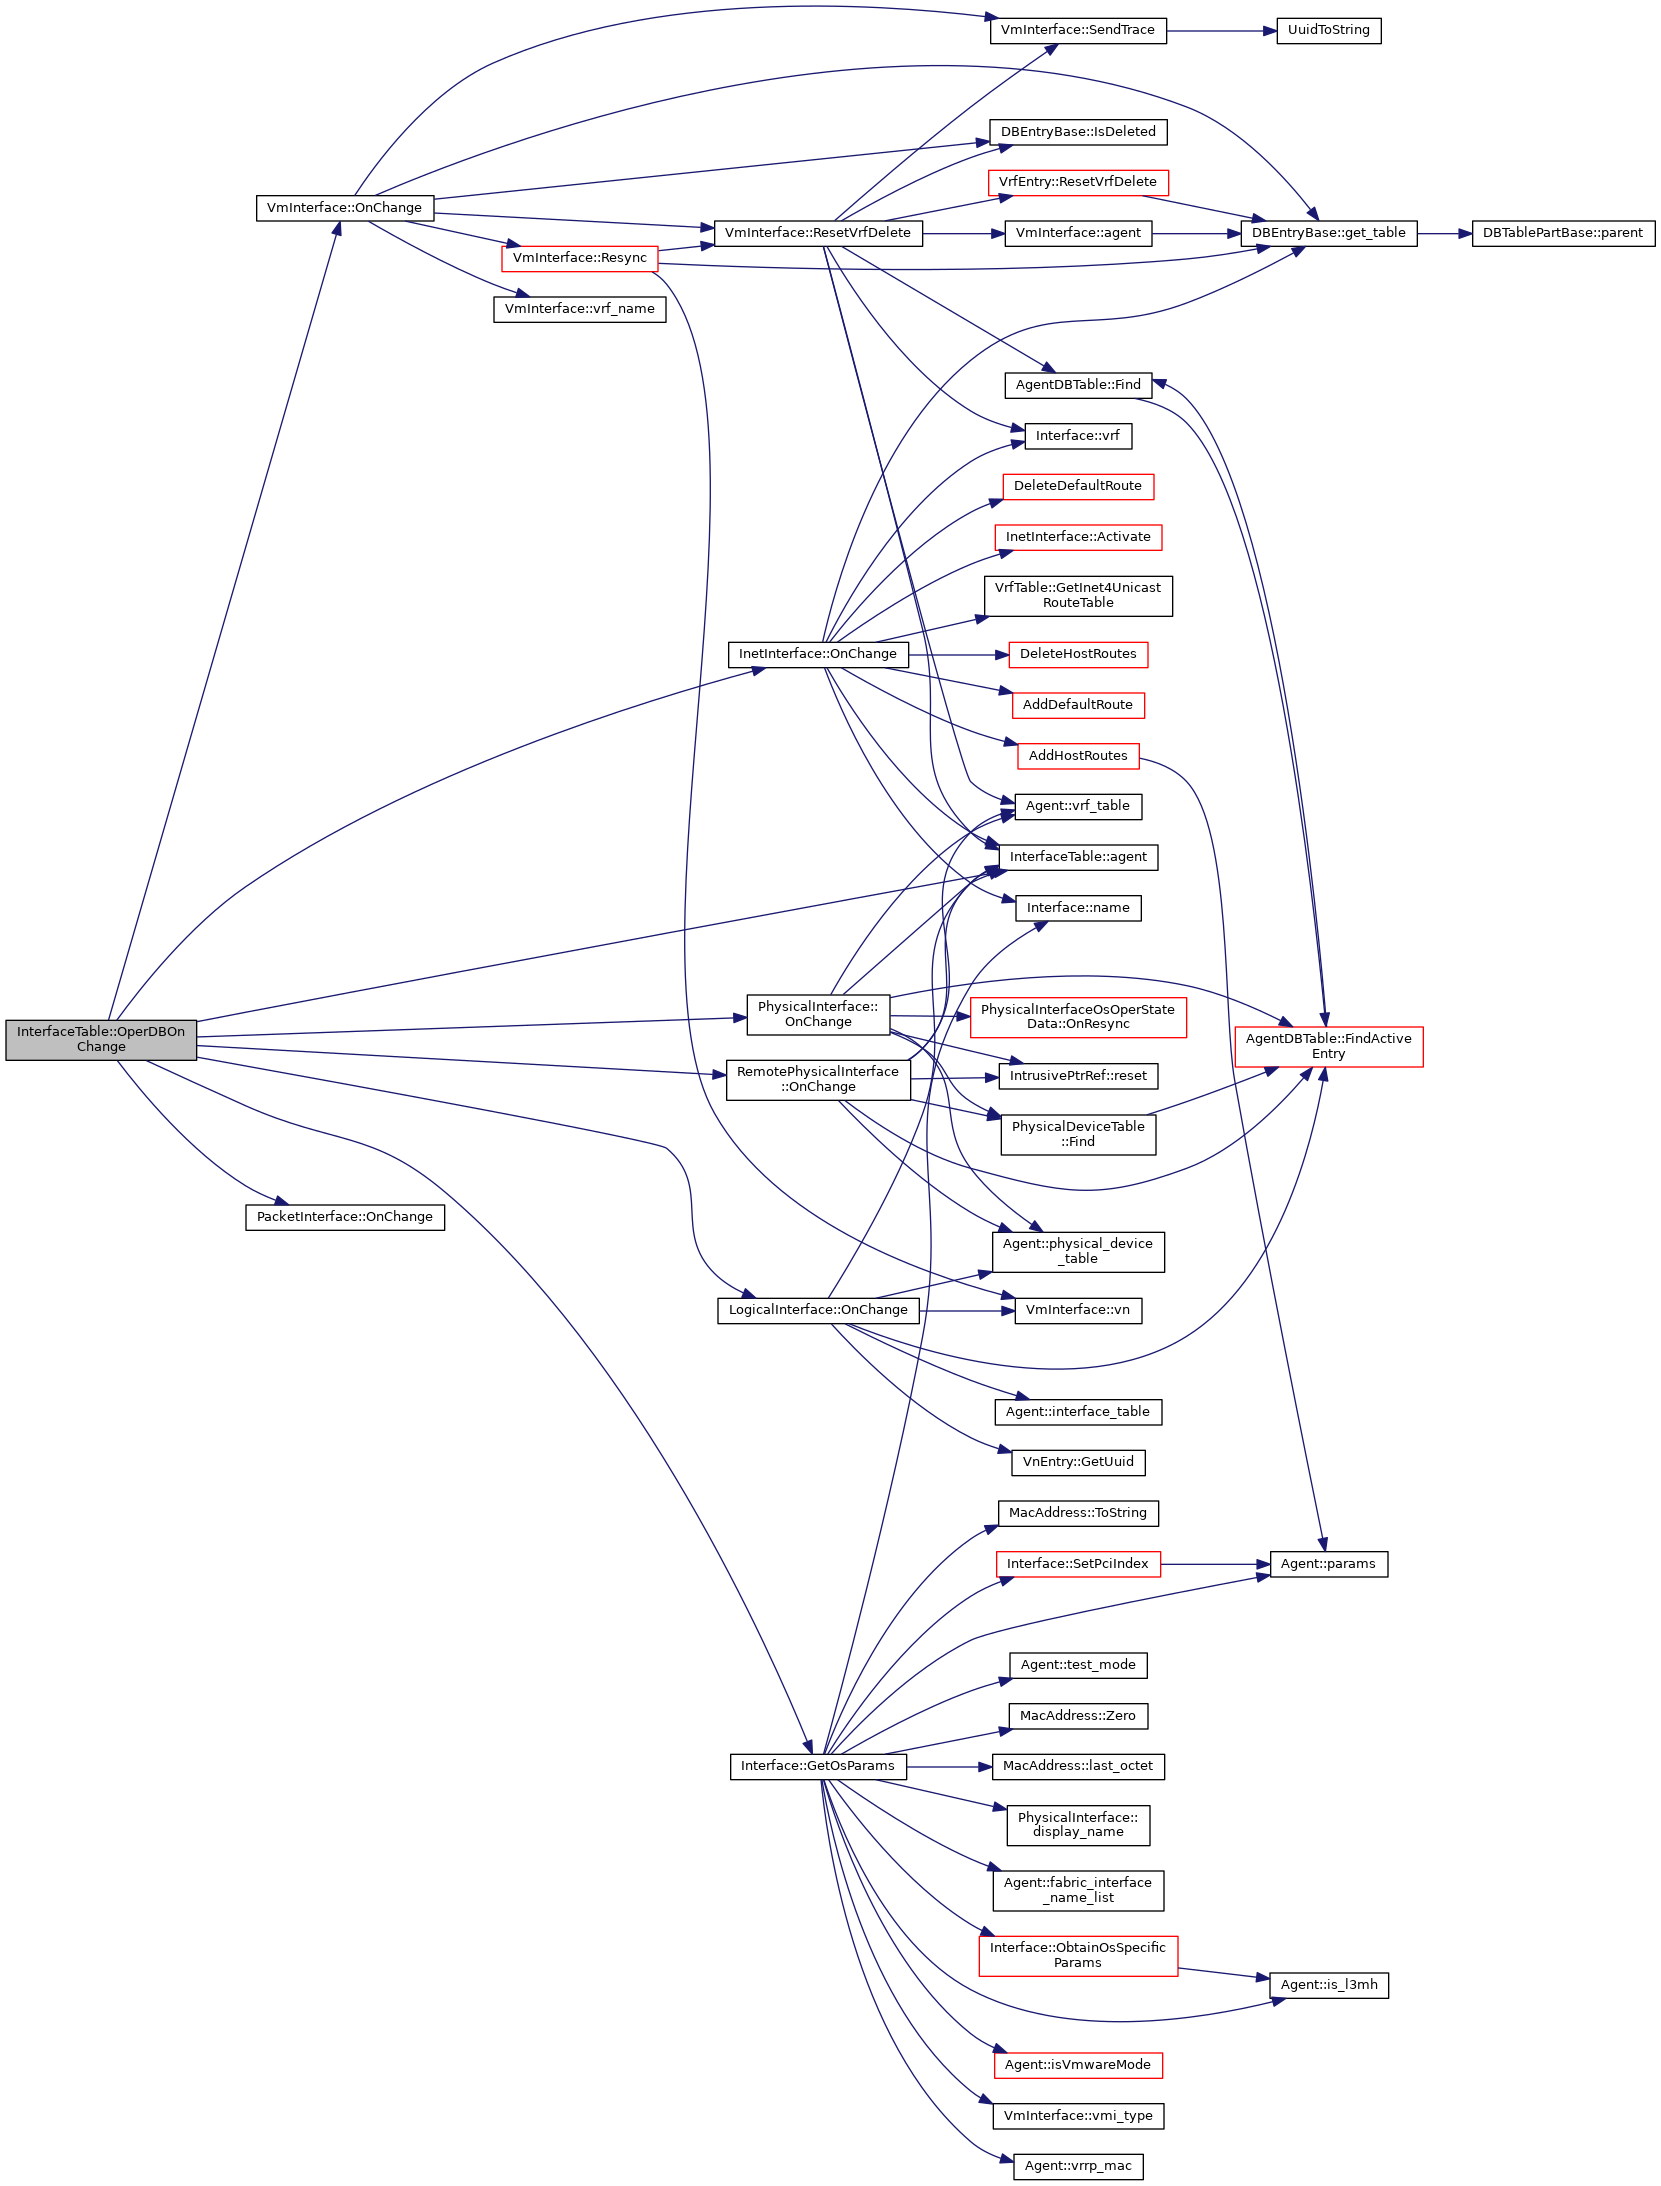 VmInterface::SendTrace
UuidToString
DBEntryBase::IsDeleted
VrfEntry::ResetVrfDelete
VmInterface::OnChange
VmInterface::ResetVrfDelete
VmInterface::agent
DBEntryBase::get_table
DBTablePartBase::parent
VmInterface::Resync
VmInterface::vrf_name
AgentDBTable::Find
Interface::vrf
DeleteDefaultRoute
InetInterface::Activate
VrfTable::GetInet4Unicast
RouteTable
InetInterface::OnChange
DeleteHostRoutes
AddDefaultRoute
AddHostRoutes
Agent::vrf_table
InterfaceTable::agent
Interface::name
PhysicalInterface::
OnChange
PhysicalInterfaceOsOperState
Data::OnResync
InterfaceTable::OperDBOn
Change
AgentDBTable::FindActive
Entry
RemotePhysicalInterface
::OnChange
IntrusivePtrRef::reset
PhysicalDeviceTable
::Find
PacketInterface::OnChange
Agent::physical_device
_table
LogicalInterface::OnChange
VmInterface::vn
Agent::interface_table
VnEntry::GetUuid
MacAddress::ToString
Interface::SetPciIndex
Agent::params
Agent::test_mode
MacAddress::Zero
Interface::GetOsParams
MacAddress::last_octet
PhysicalInterface::
display_name
Agent::fabric_interface
_name_list
Interface::ObtainOsSpecific
Params
Agent::is_l3mh
Agent::isVmwareMode
VmInterface::vmi_type
Agent::vrrp_mac